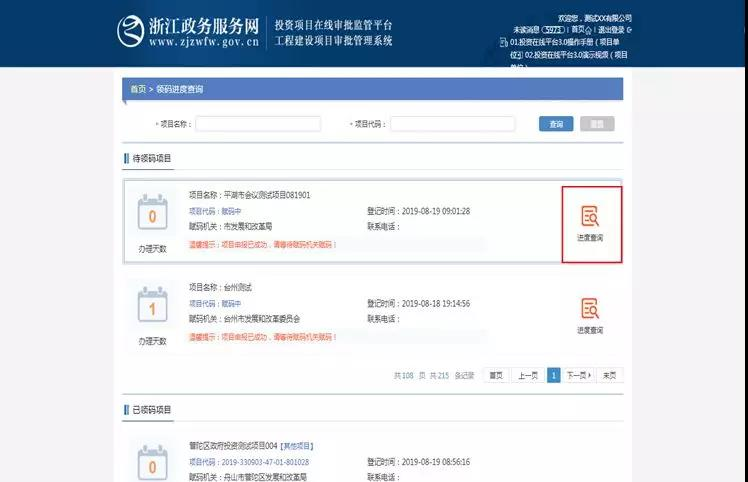 浙江政务服务网
www.zjzwfw.gov.cn
投资项目在线审批监管平台
工程建设项目审批管理系统
欢迎您，测试XX有限公司
未读消息 5973 | 首页 | 退出登录
01.投资在线平台3.0操作手册（项目单
位） 02.投资在线平台3.0演示视频（项目
首页 > 领码进度查询
* 项目名称：
* 项目代码：
查询
重置
待领码项目
0
办理天数
项目名称：平湖市会议测试项目081901
项目代码：赋码中
登记时间：2019-08-19 09:01:28
赋码机关：市发展和改革局
联系电话：
温馨提示：项目申报已成功，请等待赋码机关赋码！
进度查询
1
办理天数
项目名称：台州测试
项目代码：赋码中
登记时间：2019-08-18 19:14:56
赋码机关：台州市发展和改革委员会
联系电话：
温馨提示：项目申报已成功，请等待赋码机关赋码！
进度查询
共108 页 共215 条记录
首页
上一页
1
下一页
末页
已领码项目
0
普陀区政府投资测试项目004【其他项目】
项目代码：2019-330903-47-01-801028
登记时间：2019-08-19 08:56:16
赋码机关：舟山市普陀区发展和改革局
联系电话：